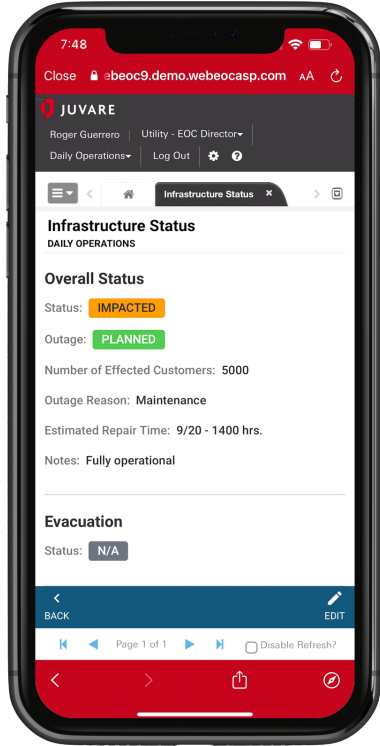 7:48
Close ebeoc9.demo.webeocasp.com AA
JUVARE
Roger Guerrero Utility - EOC Director
Daily Operations Log Out
Infrastructure Status ×
Infrastructure Status
DAILY OPERATIONS
Overall Status
Status: IMPACTED
Outage: PLANNED
Number of Effected Customers: 5000
Outage Reason: Maintenance
Estimated Repair Time: 9/20 - 1400 hrs.
Notes: Fully operational
Evacuation
Status: N/A
BACK EDIT
Page 1 of 1 Disable Refresh?